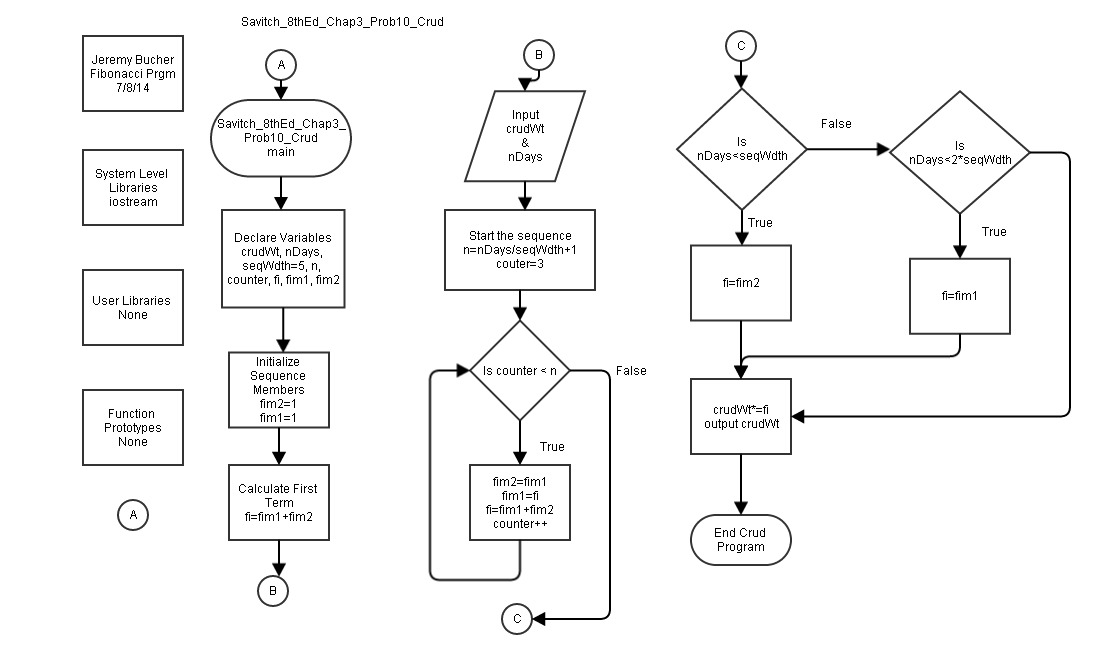 Savitch_8thEd_Chap3_Prob10_Crud
Jeremy Bucher
Fibonacci Prgm
7/8/14
System Level
Libraries
iostream
User Libraries
None
Function
Prototypes
None
A
A
Savitch_8thEd_Chap3_
Prob10_Crud
main
Declare Variables
crudWt, nDays,
seqWdth=5, n,
counter, fi, fim1, fim2
Initialize
Sequence
Members
fim2=1
fim1=1
Calculate First
Term
fi=fim1+fim2
B
B
Input
crudWt
&
nDays
Start the sequence
n=nDays/seqWdth+1
couter=3
Is counter < n
False
True
fim2=fim1
fim1=fi
fi=fim1+fim2
counter++
C
C
Is
nDays<seqWdth
False
True
Is
nDays<2*seqWdth
True
fi=fim2
fi=fim1
crudWt*=fi
output crudWt
End Crud
Program